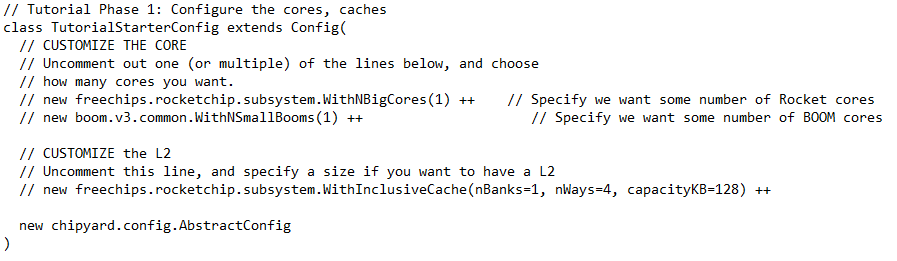 // Tutorial Phase 1: Configure the cores, caches
class TutorialStarterConfig extends Config(
  // CUSTOMIZE THE CORE
  // Uncomment out one (or multiple) of the lines below, and choose
  // how many cores you want.
  // new freechips.rocketchip.subsystem.WithNBigCores(1) ++    // Specify we want some number of Rocket cores
  // new boom.v3.common.WithNSmallBooms(1) ++                     // Specify we want some number of BOOM cores

  // CUSTOMIZE the L2
  // Uncomment this line, and specify a size if you want to have a L2
  // new freechips.rocketchip.subsystem.WithInclusiveCache(nBanks=1, nWays=4, capacityKB=128) ++

  new chipyard.config.AbstractConfig
)